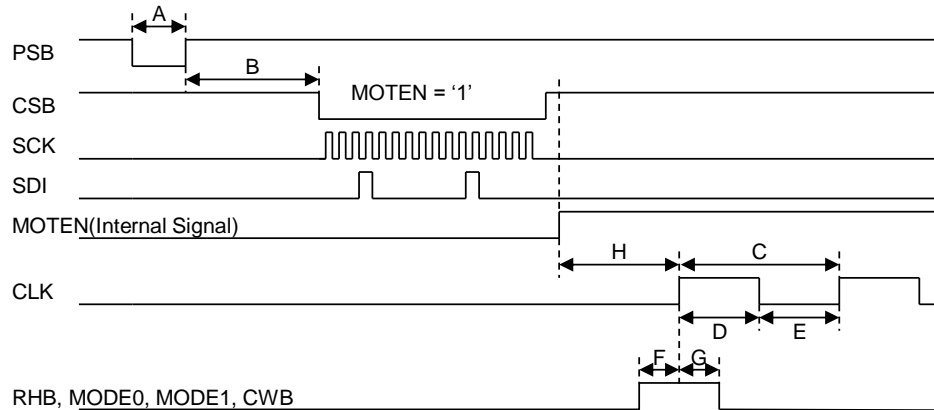 A
PSB
B
MOTEN = ‘1’
CSB
SCK
SDI
MOTEN(Internal Signal)
H C
CLK
D E
F G
RHB, MODE0, MODE1, CWB